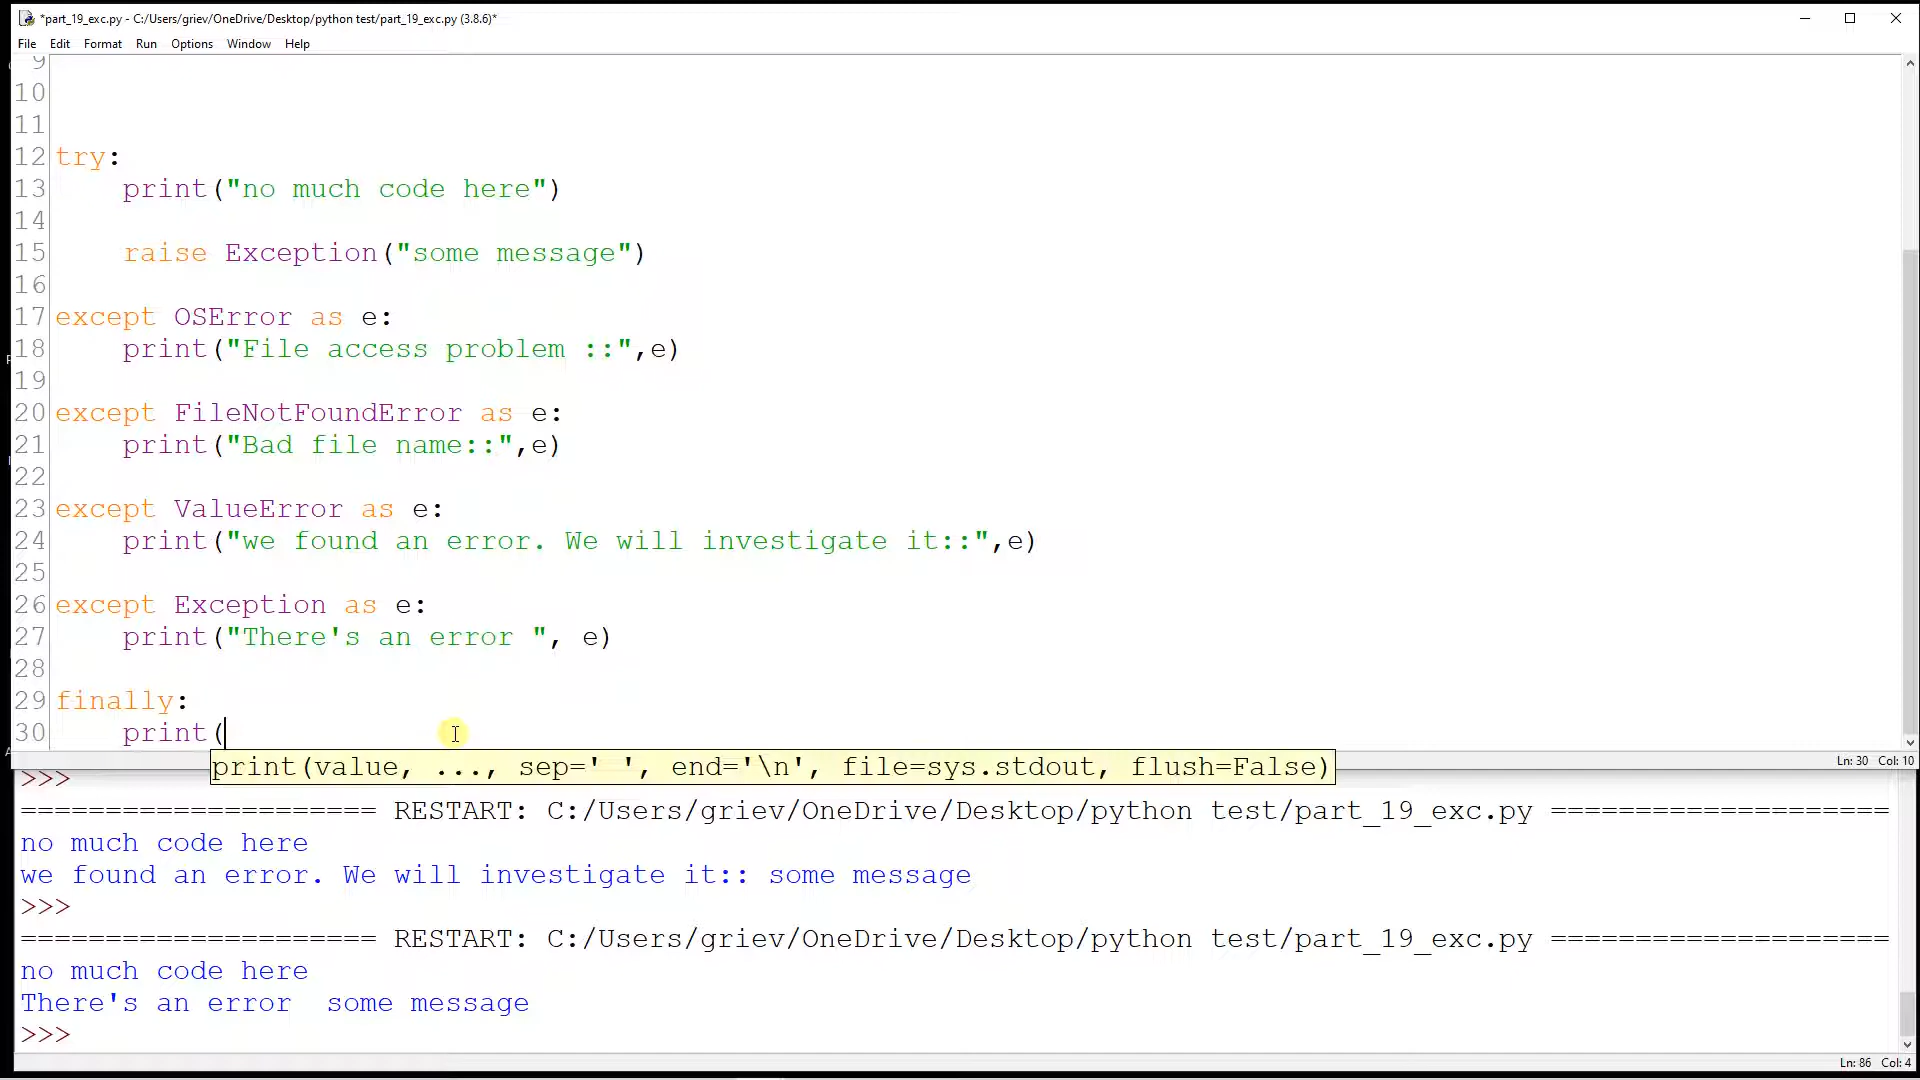 *part_19_exc.py - C:/Users/griev/OneDrive/Desktop/python test/part_19_exc.py (3.8.6)*
File Edit Format Run Options Window Help
9
10
11
12 try:
13     print("no much code here")
14
15     raise Exception("some message")
16
17 except OSError as e:
18     print("File access problem ::",e)
19
20 except FileNotFoundError as e:
21     print("Bad file name::",e)
22
23 except ValueError as e:
24     print("we found an error. We will investigate it::",e)
25
26 except Exception as e:
27     print("There's an error ", e)
28
29 finally:
30     print(
print(value, ..., sep=' ', end='\n', file=sys.stdout, flush=False)
Ln: 30 Col: 10
>>>
===================== RESTART: C:/Users/griev/OneDrive/Desktop/python test/part_19_exc.py ====================
no much code here
we found an error. We will investigate it:: some message
>>>
===================== RESTART: C:/Users/griev/OneDrive/Desktop/python test/part_19_exc.py ====================
no much code here
There's an error  some message
>>>
Ln: 86 Col: 4